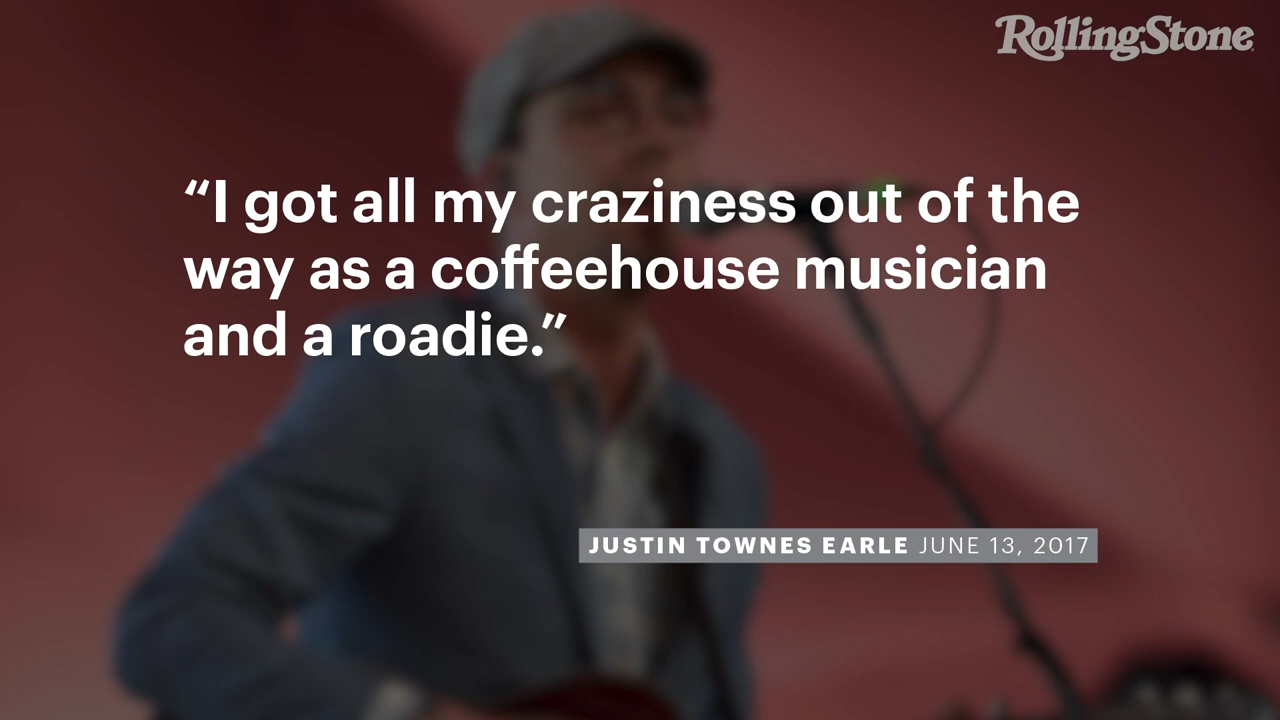 RollingStone
“I got all my craziness out of the
way as a coffeehouse musician
and a roadie.”
JUSTIN TOWNES EARLE JUNE 13, 2017